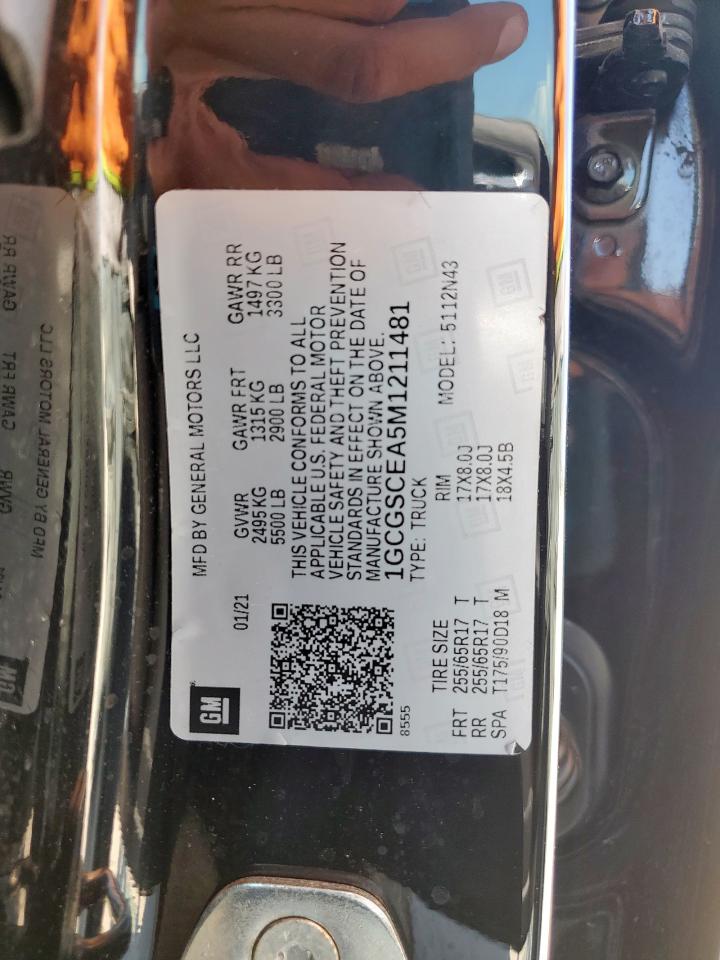 GM
MFD BY GENERAL MOTORS LLC
01/21
GVWR GAWR FRT GAWR RR
2495 KG 1315 KG 1497 KG
5500 LB 2900 LB 3300 LB
THIS VEHICLE CONFORMS TO ALL
APPLICABLE U.S. FEDERAL MOTOR
VEHICLE SAFETY AND THEFT PREVENTION
STANDARDS IN EFFECT ON THE DATE OF
MANUFACTURE SHOWN ABOVE.
1GCGSCEA5M1211481
8555
TYPE: TRUCK
TIRE SIZE RIM MODEL: 5112N43
FRT 255/65R17 T 17X8.0J
RR 255/65R17 T 17X8.0J
SPA T175/90D18 M 18X4.5B